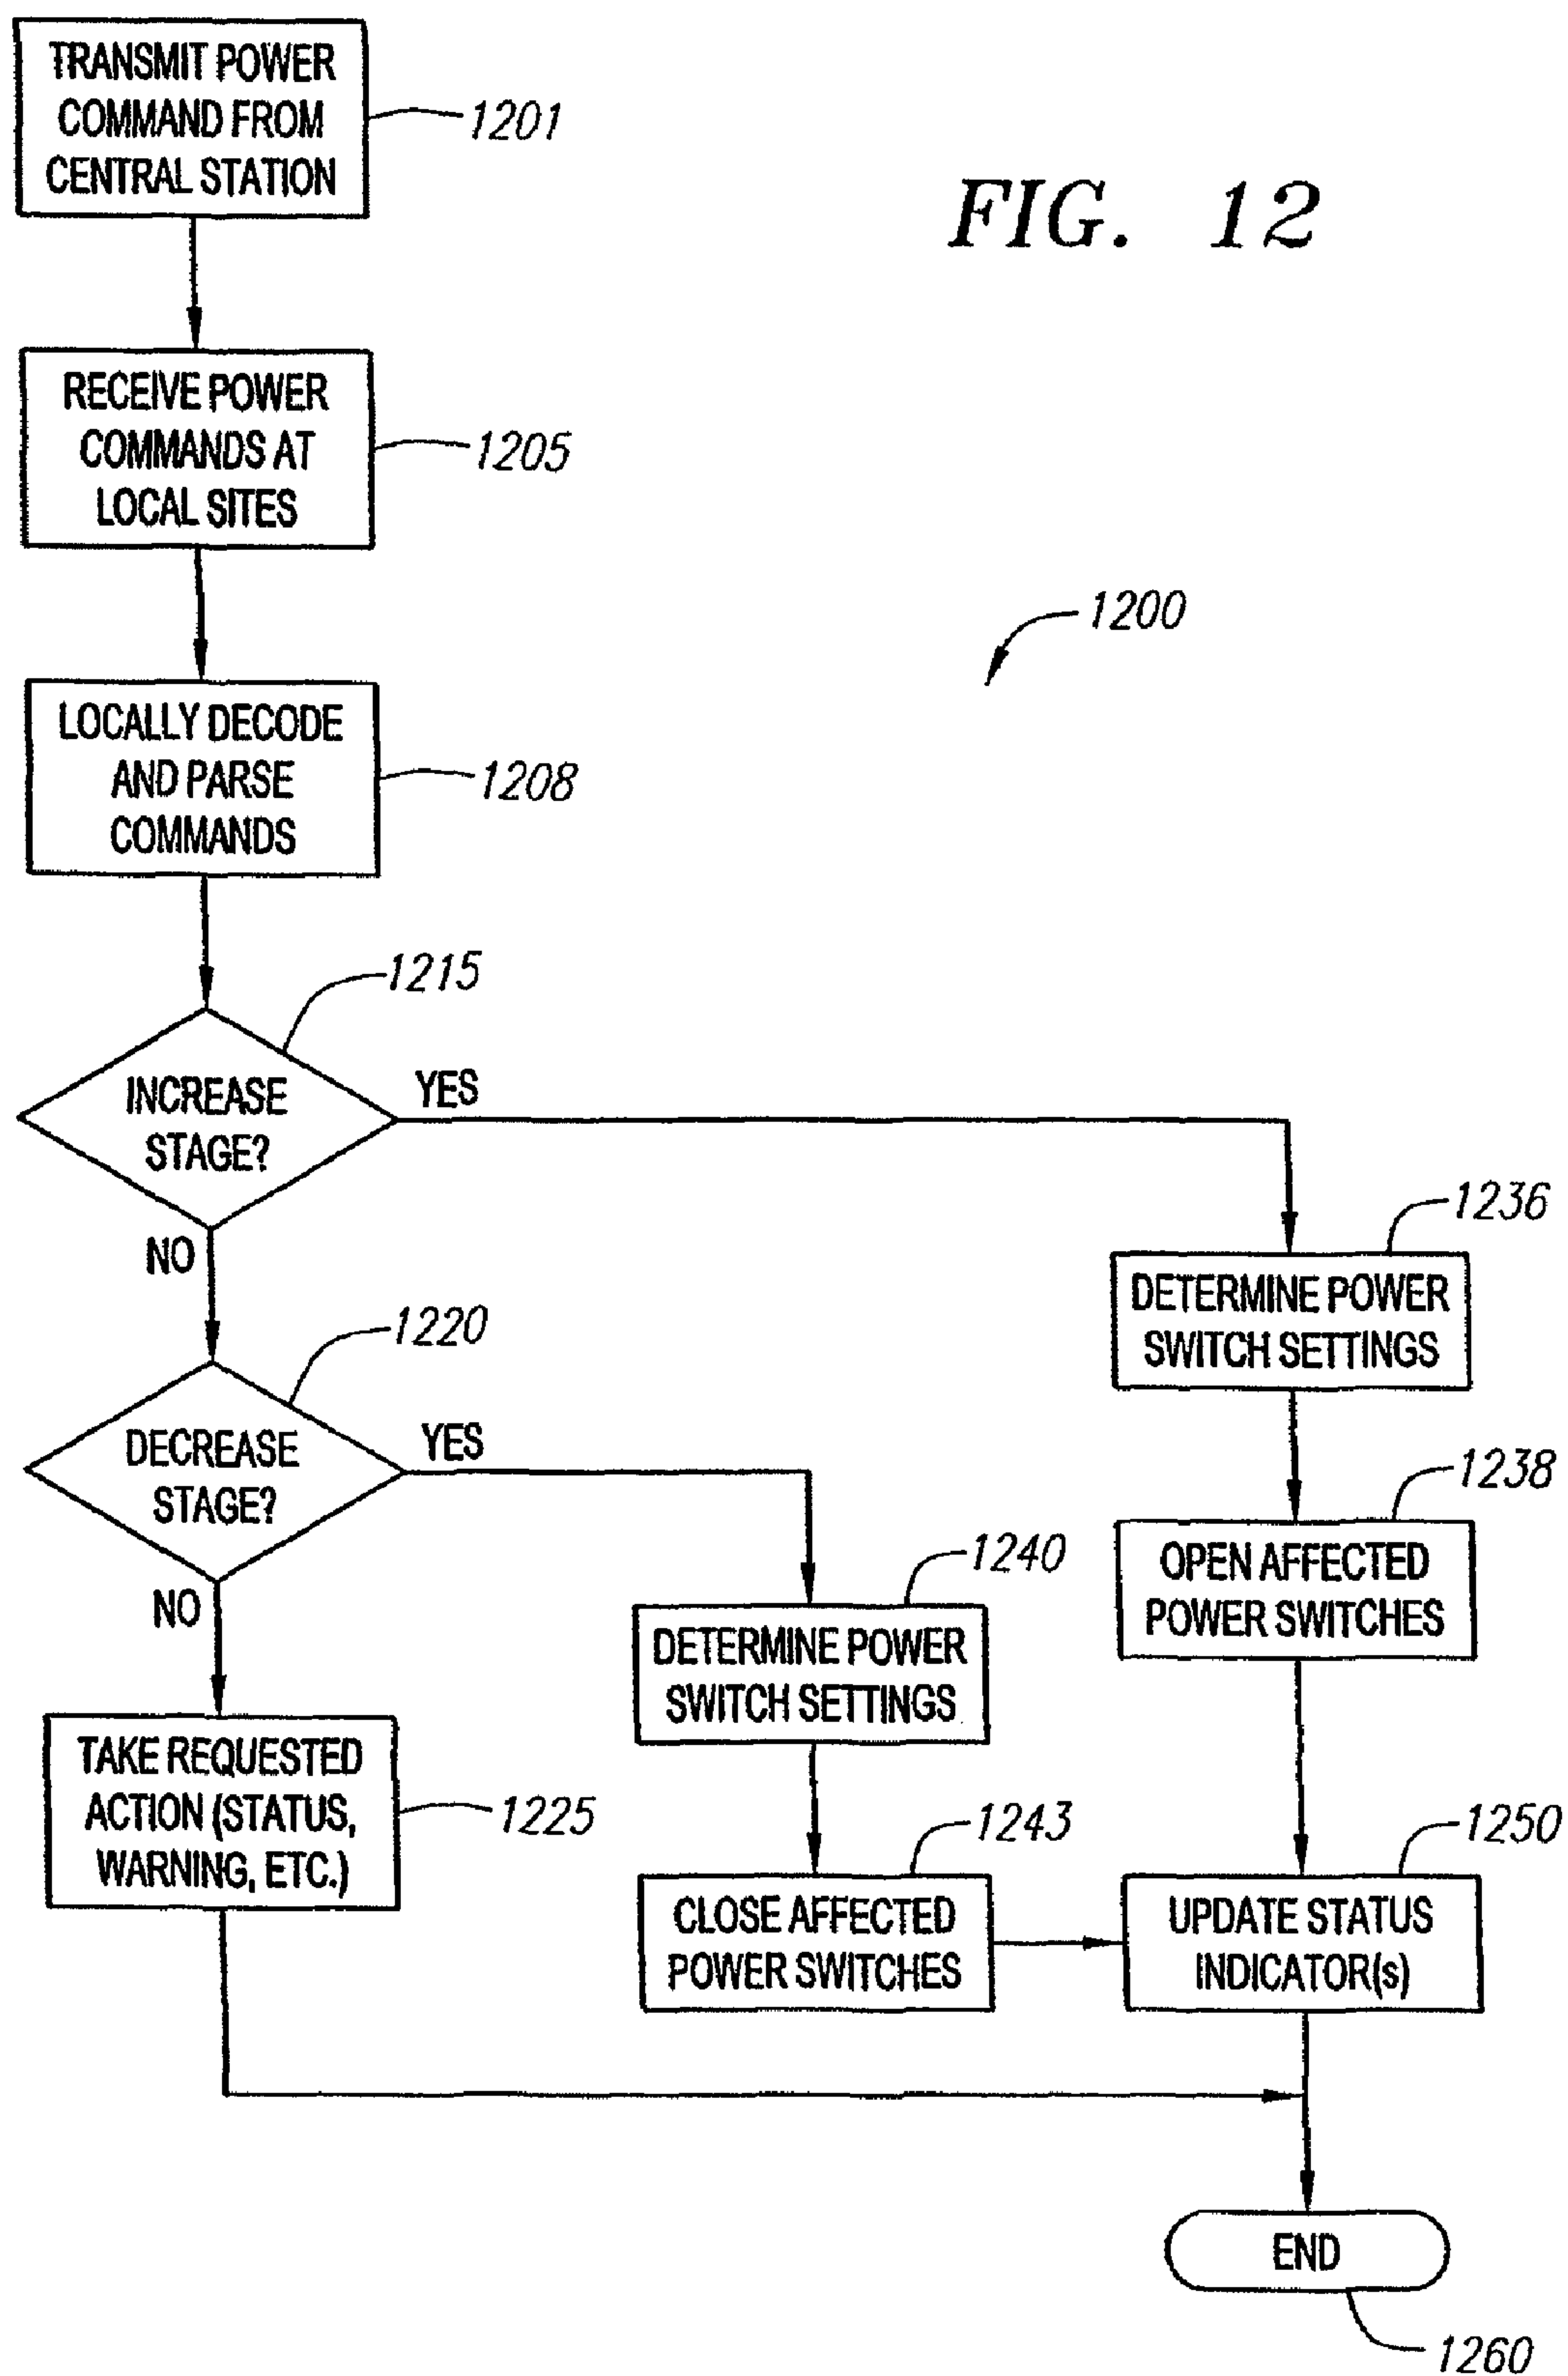 TRANSMIT POWER
COMMAND FROM
CENTRAL STATION
1201
FIG. 12
RECEIVE POWER
COMMANDS AT
LOCAL SITES
1205
1200
LOCALLY DECODE
AND PARSE
COMMANDS
1208
1215
INCREASE
STAGE?
YES
NO
1236
DETERMINE POWER
SWITCH SETTINGS
1220
DECREASE
STAGE?
YES
NO
1238
OPEN AFFECTED
POWER SWITCHES
1240
DETERMINE POWER
SWITCH SETTINGS
TAKE REQUESTED
ACTION (STATUS,
WARNING, ETC.)
1225
1243
CLOSE AFFECTED
POWER SWITCHES
1250
UPDATE STATUS
INDICATOR(s)
END
1260